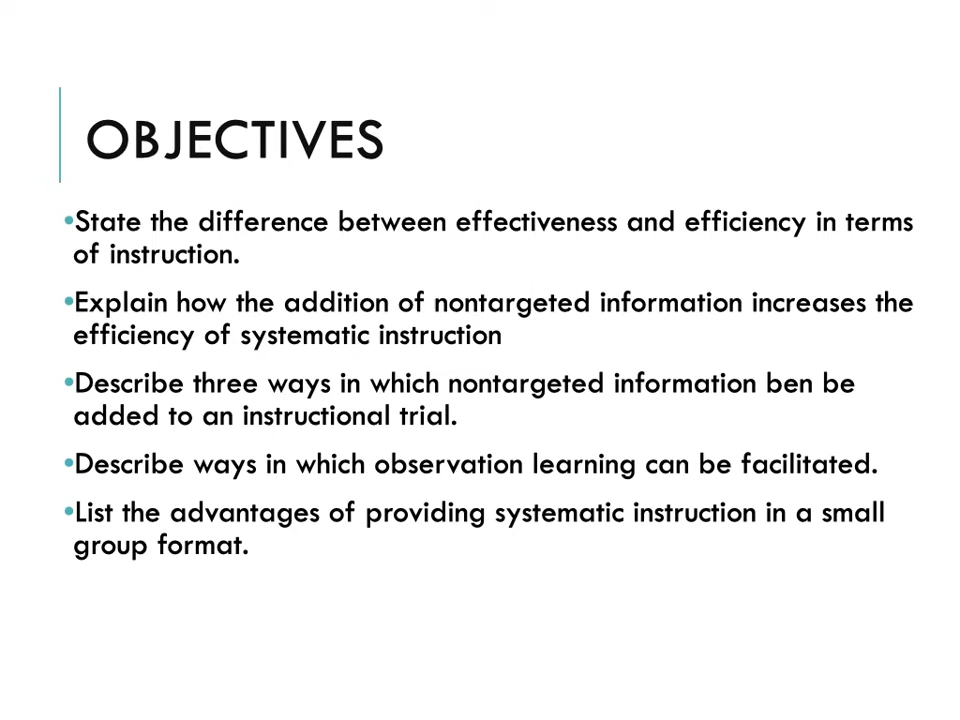 OBJECTIVES
•State the difference between effectiveness and efficiency in terms
of instruction.
•Explain how the addition of nontargeted information increases the
efficiency of systematic instruction
•Describe three ways in which nontargeted information ben be
added to an instructional trial.
•Describe ways in which observation learning can be facilitated.
•List the advantages of providing systematic instruction in a small
group format.